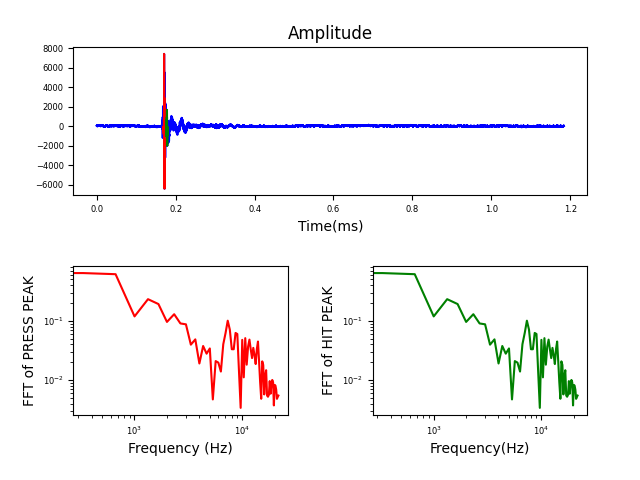 Amplitude
8000
6000
4000
2000
0
−2000
−4000
−6000
0.0 0.2 0.4 0.6 0.8 1.0 1.2
Time(ms)
FFT of PRESS PEAK
10⁻¹
10⁻²
10³ 10⁴
Frequency (Hz)
FFT of HIT PEAK
10⁻¹
10⁻²
10³ 10⁴
Frequency(Hz)